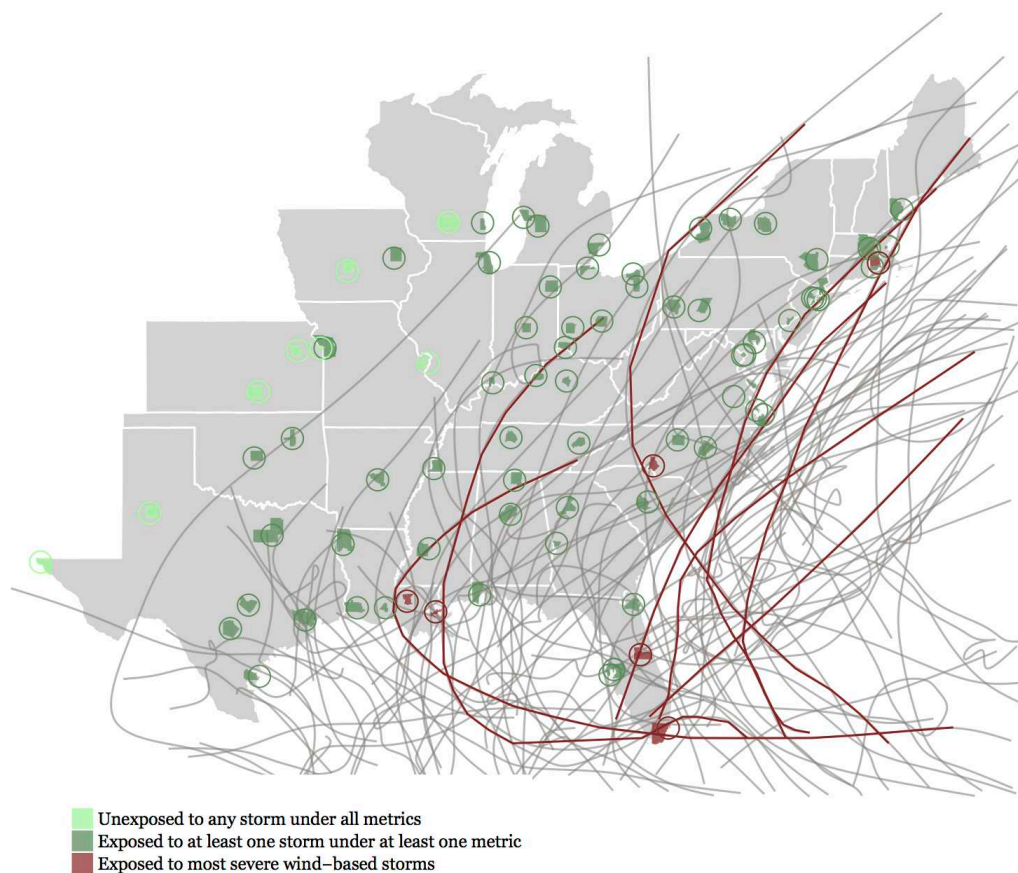 Unexposed to any storm under all metrics
Exposed to at least one storm under at least one metric
Exposed to most severe wind−based storms